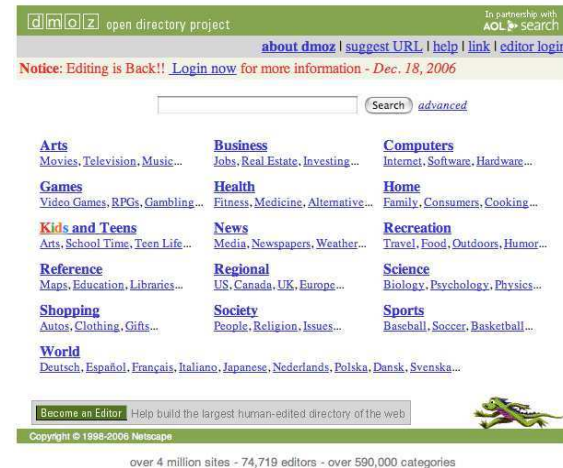 dmoz open directory project
In partnership with
AOL Search
about dmoz | suggest URL | help | link | editor login
Notice: Editing is Back!! Login now for more information - Dec. 18, 2006
Search advanced
Arts Business Computers
Movies, Television, Music... Jobs, Real Estate, Investing... Internet, Software, Hardware...
Games Health Home
Video Games, RPGs, Gambling... Fitness, Medicine, Alternative... Family, Consumers, Cooking...
Kids and Teens News Recreation
Arts, School Time, Teen Life... Media, Newspapers, Weather... Travel, Food, Outdoors, Humor...
Reference Regional Science
Maps, Education, Libraries... US, Canada, UK, Europe... Biology, Psychology, Physics...
Shopping Society Sports
Autos, Clothing, Gifts... People, Religion, Issues... Baseball, Soccer, Basketball...
World
Deutsch, Español, Français, Italiano, Japanese, Nederlands, Polska, Dansk, Svenska...
Become an Editor Help build the largest human-edited directory of the web
Copyright © 1998-2006 Netscape
over 4 million sites - 74,719 editors - over 590,000 categories